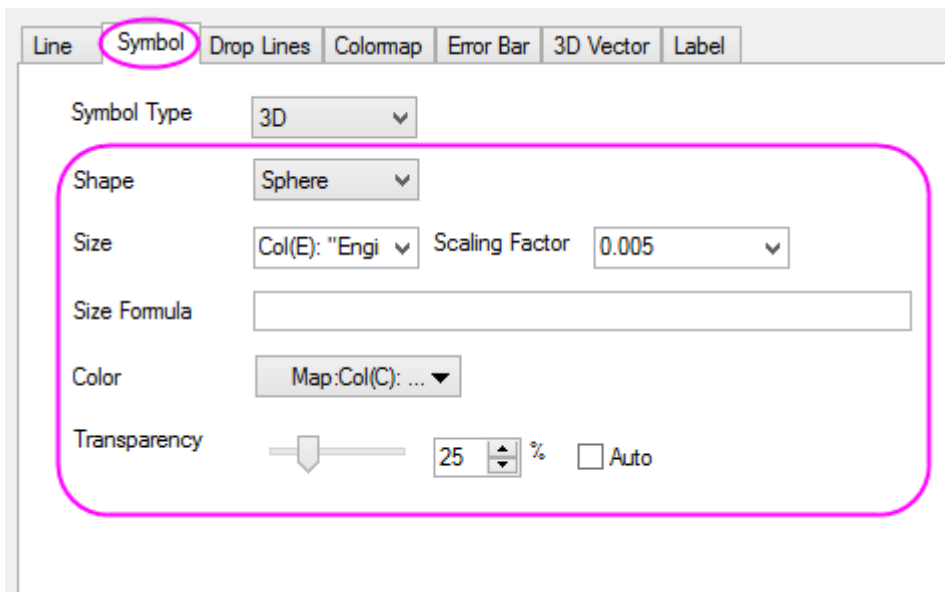 Line Symbol Drop Lines Colormap Error Bar 3D Vector Label
Symbol Type 3D
Shape Sphere
Size Col(E): "Engi Scaling Factor 0.005
Size Formula
Color Map:Col(C): ...
Transparency 25 % Auto